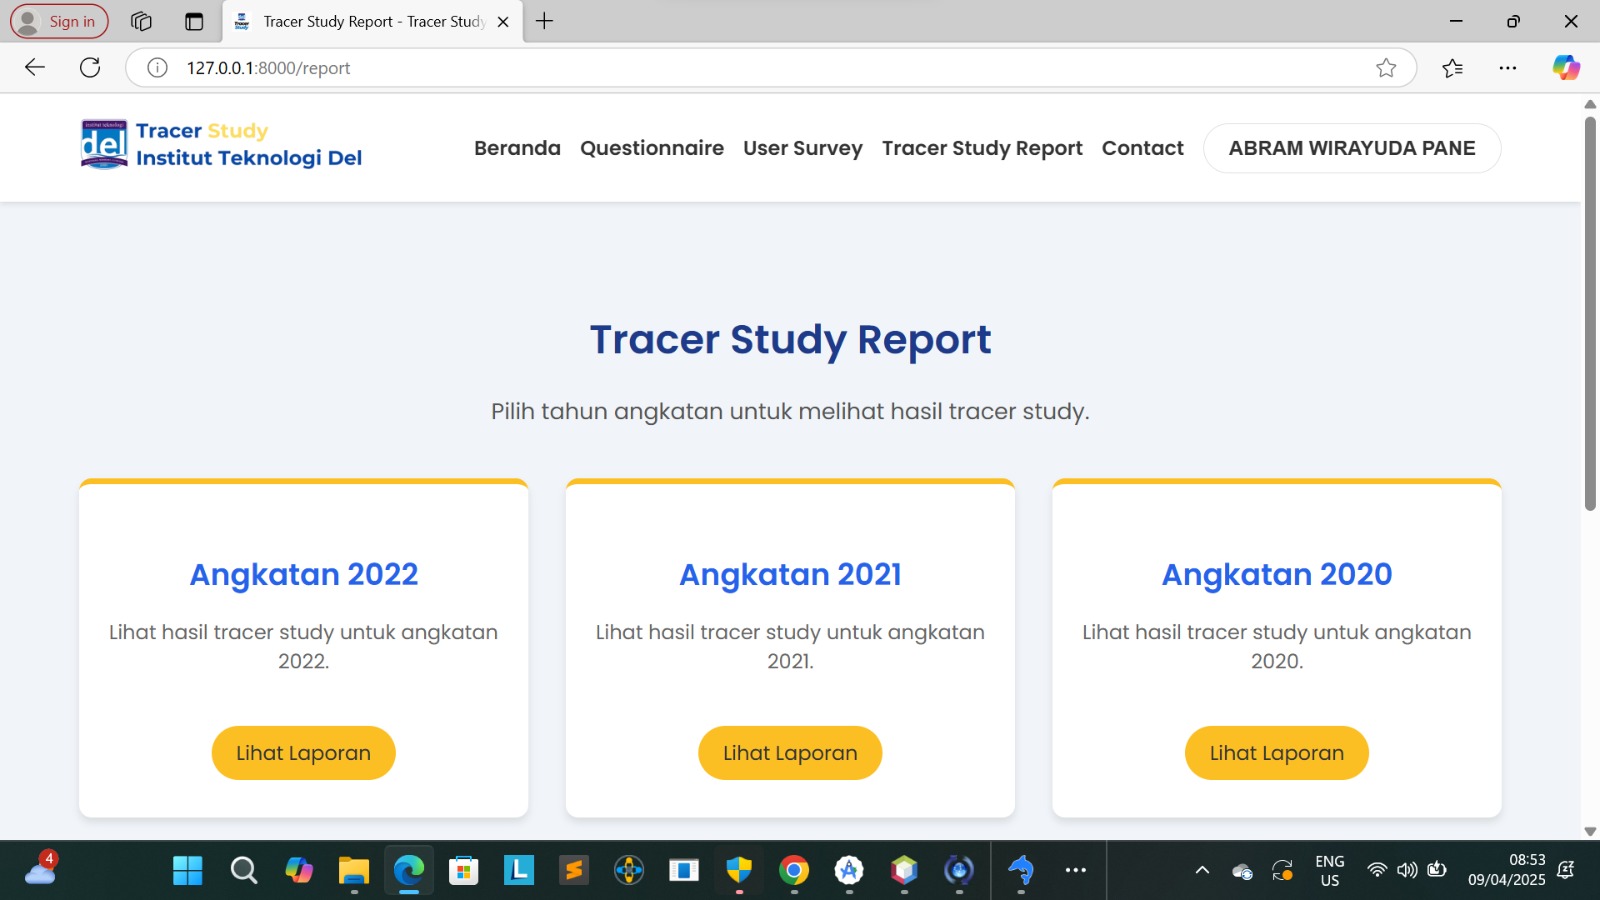 Sign in
Tracer Study Report - Tracer Study
127.0.0.1:8000/report
institut teknologi
del
Tracer Study
Institut Teknologi Del
Beranda
Questionnaire
User Survey
Tracer Study Report
Contact
ABRAM WIRAYUDA PANE
Tracer Study Report
Pilih tahun angkatan untuk melihat hasil tracer study.
Angkatan 2022
Lihat hasil tracer study untuk angkatan
2022.
Lihat Laporan
Angkatan 2021
Lihat hasil tracer study untuk angkatan
2021.
Lihat Laporan
Angkatan 2020
Lihat hasil tracer study untuk angkatan
2020.
Lihat Laporan
4
L
ENG
US
08:53
09/04/2025